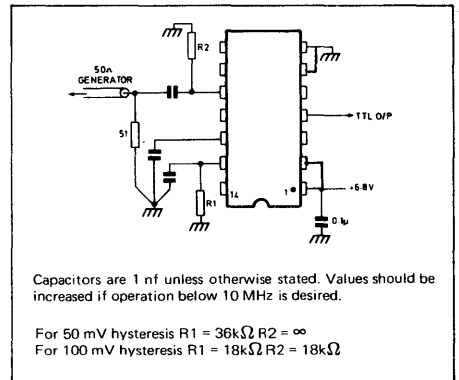 R2
50n
GENERATOR
51
TTL O/P
14
1
R1
+6·8V
0.1µ
Capacitors are 1 nf unless otherwise stated. Values should be
increased if operation below 10 MHz is desired.
For 50 mV hysteresis R1 = 36kΩ R2 = ∞
For 100 mV hysteresis R1 = 18kΩ R2 = 18kΩ